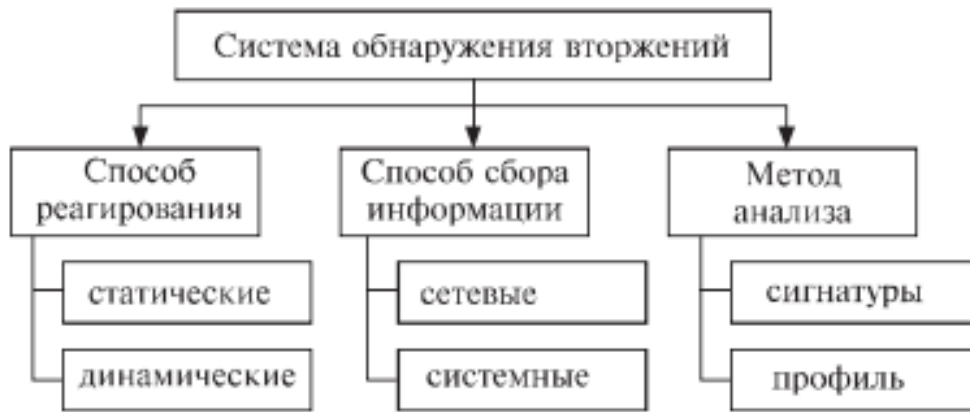 Система обнаружения вторжений
Способ
реагирования
статические
динамические
Способ сбора
информации
сетевые
системные
Метод
анализа
сигнатуры
профиль